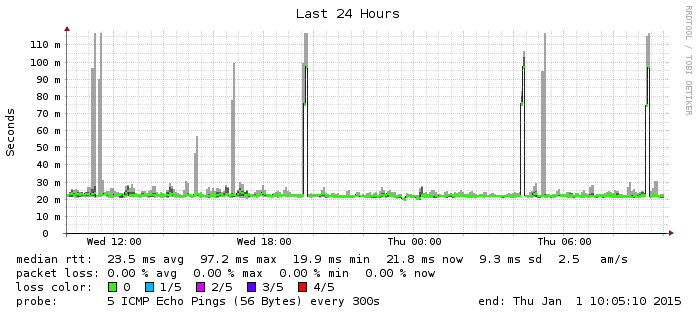 Last 24 Hours
RRDTOOL / TOBI OETIKER
Seconds
110 m
100 m
90 m
80 m
70 m
60 m
50 m
40 m
30 m
20 m
10 m
0
Wed 12:00 Wed 18:00 Thu 00:00 Thu 06:00
median rtt: 23.5 ms avg 97.2 ms max 19.9 ms min 21.8 ms now 9.3 ms sd 2.5 am/s
packet loss: 0.00 % avg 0.00 % max 0.00 % min 0.00 % now
loss color: 0 1/5 2/5 3/5 4/5
probe: 5 ICMP Echo Pings (56 Bytes) every 300s end: Thu Jan 1 10:05:10 2015